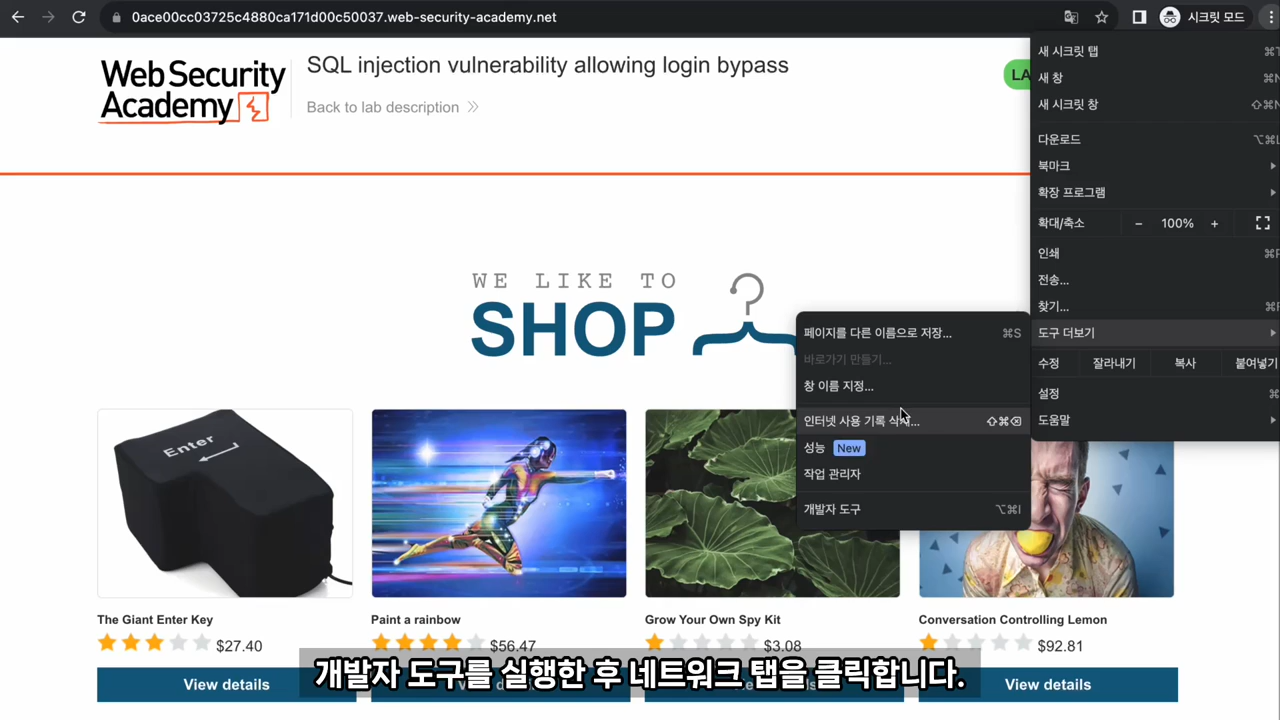 0ace00cc03725c4880ca171d00c50037.web-security-academy.net
시크릿 모드
Web Security
Academy
SQL injection vulnerability allowing login bypass
Back to lab description
LA
새 시크릿 탭 ⌘T
새 창 ⌘N
새 시크릿 창 ⇧⌘N
다운로드 ⌥⌘L
북마크
확장 프로그램
확대/축소 − 100% +
인쇄 ⌘P
전송...
찾기... ⌘F
도구 더보기
수정 잘라내기 복사 붙여넣기
설정 ⌘
도움말
페이지를 다른 이름으로 저장... ⌘S
바로가기 만들기...
창 이름 지정...
인터넷 사용 기록 삭제... ⇧⌘⌫
성능 New
작업 관리자
개발자 도구 ⌥⌘I
WE LIKE TO
SHOP
Enter
The Giant Enter Key
$27.40
View details
Paint a rainbow
$56.47
Grow Your Own Spy Kit
$3.08
Conversation Controlling Lemon
$92.81
View details
개발자 도구를 실행한 후 네트워크 탭을 클릭합니다.